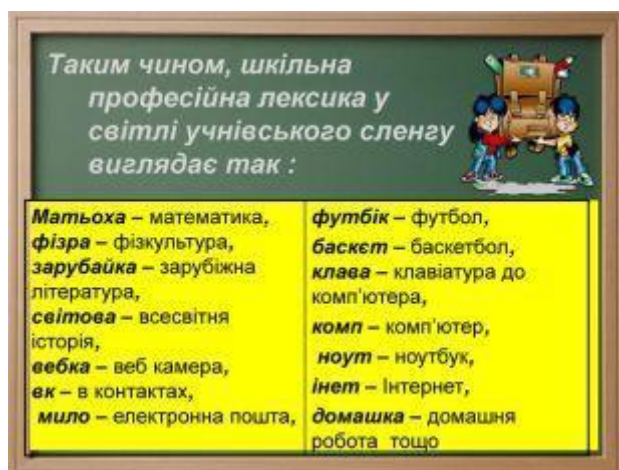 Таким чином, шкільна
професійна лексика у
світлі учнівського сленгу
виглядає так :
Матьоха – математика,
фізра – фізкультура,
зарубайка – зарубіжна
література,
світова – всесвітня
історія,
вебка – веб камера,
вк – в контактах,
мило – електронна пошта,
футбік – футбол,
баскєт – баскетбол,
клава – клавіатура до
комп'ютера,
комп – комп'ютер,
ноут – ноутбук,
інет – Інтернет,
домашка – домашня
робота тощо